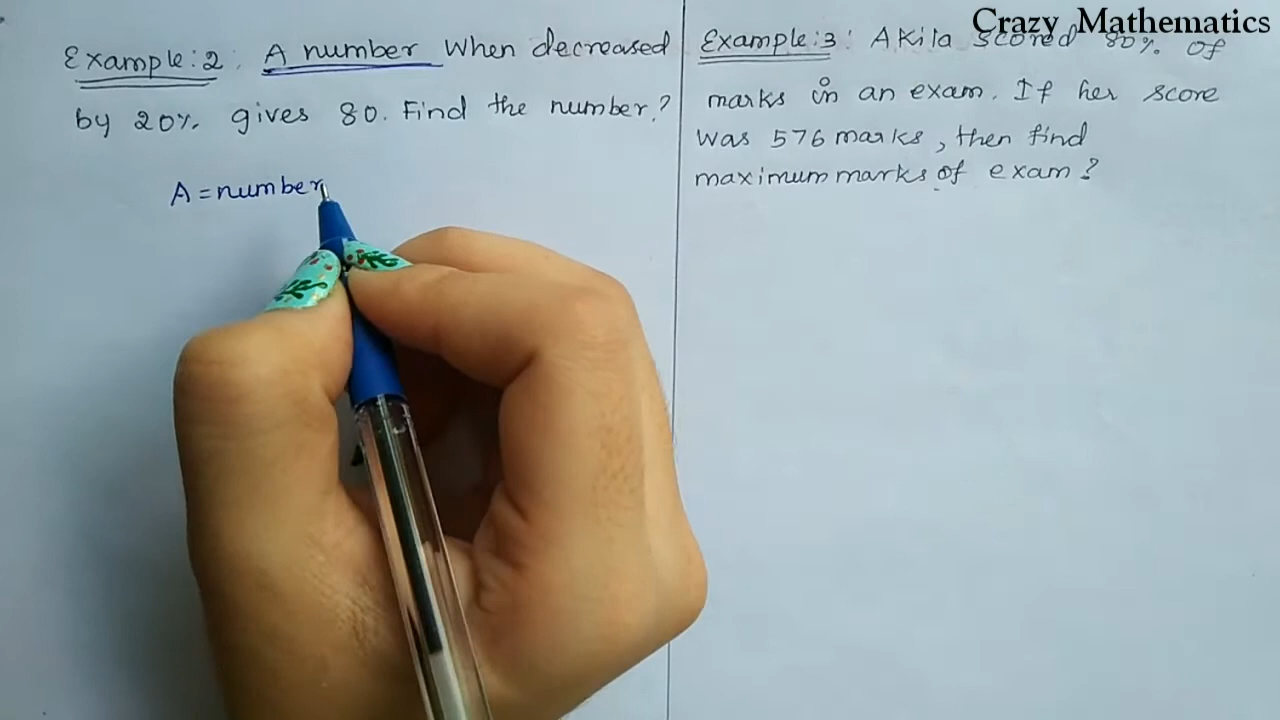 Crazy Mathematics
Example:2: A number when decreased
by 20% gives 80. Find the number?
A = number
Example:3: Akila scored 80% of
marks in an exam. If her score
was 576 marks, then find
maximum marks of exam?